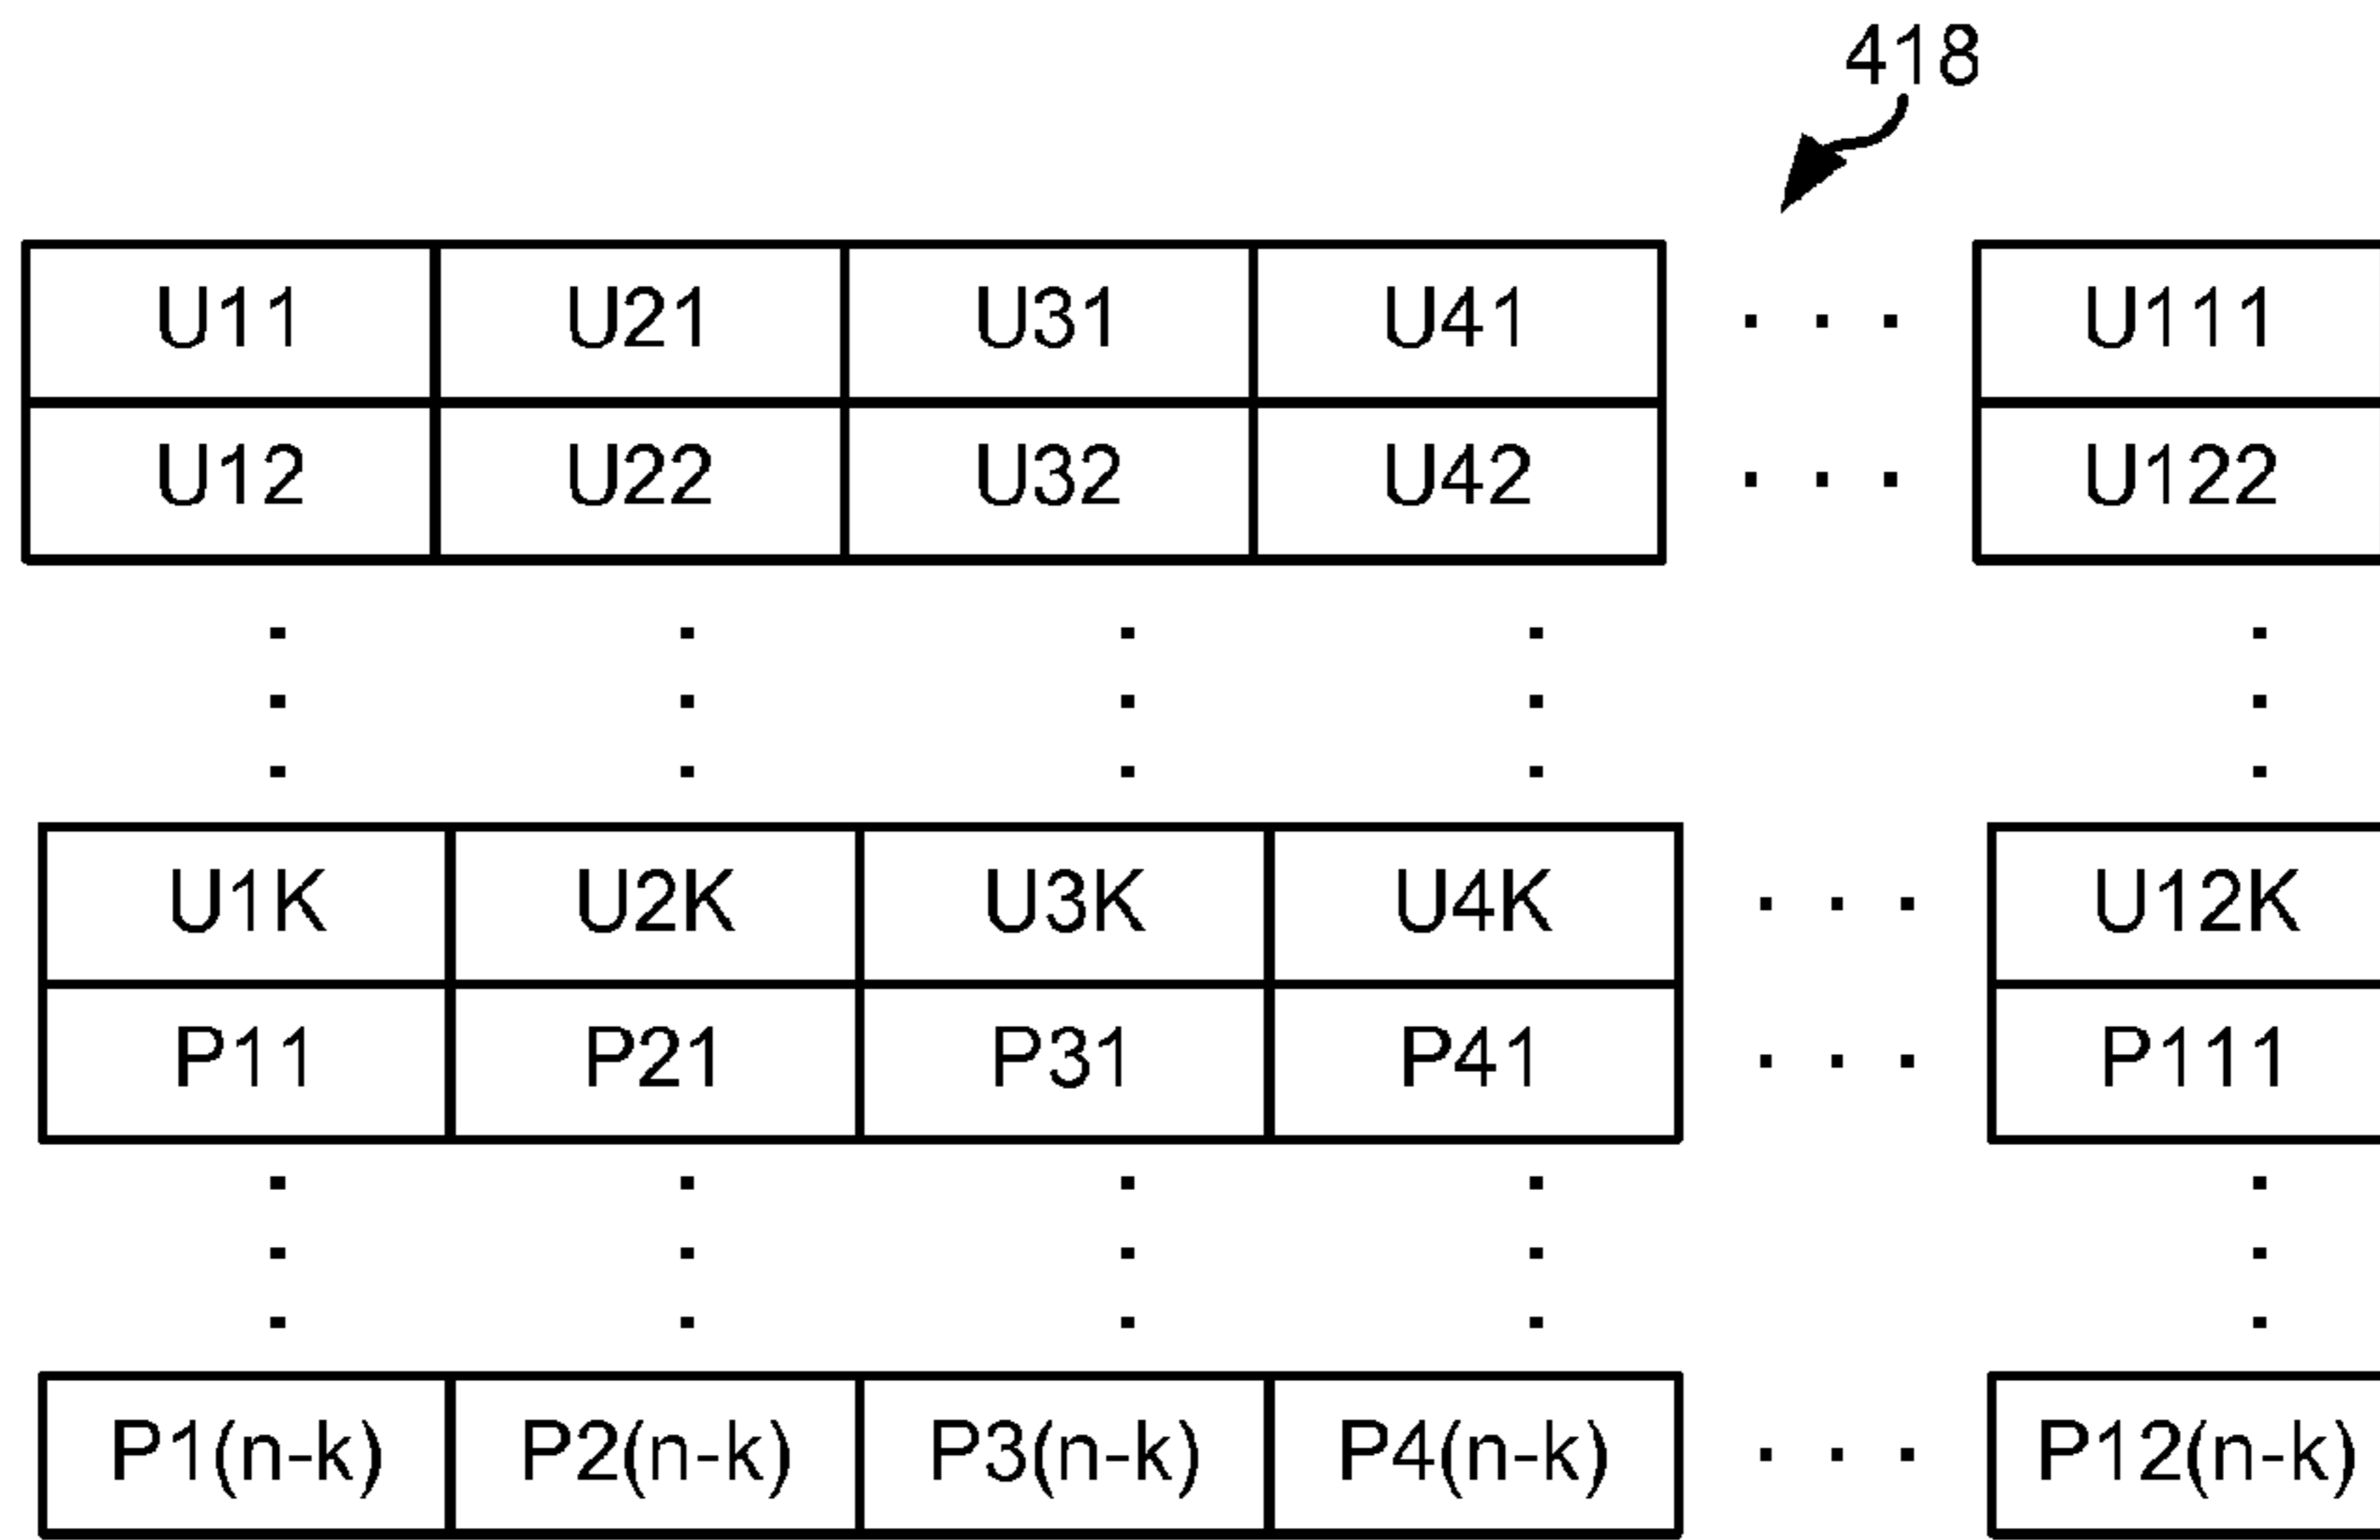 418
U11 U21 U31 U41 . . . U111
U12 U22 U32 U42 . . . U122
U1K U2K U3K U4K . . . U12K
P11 P21 P31 P41 . . . P111
P1(n-k) P2(n-k) P3(n-k) P4(n-k) . . . P12(n-k)